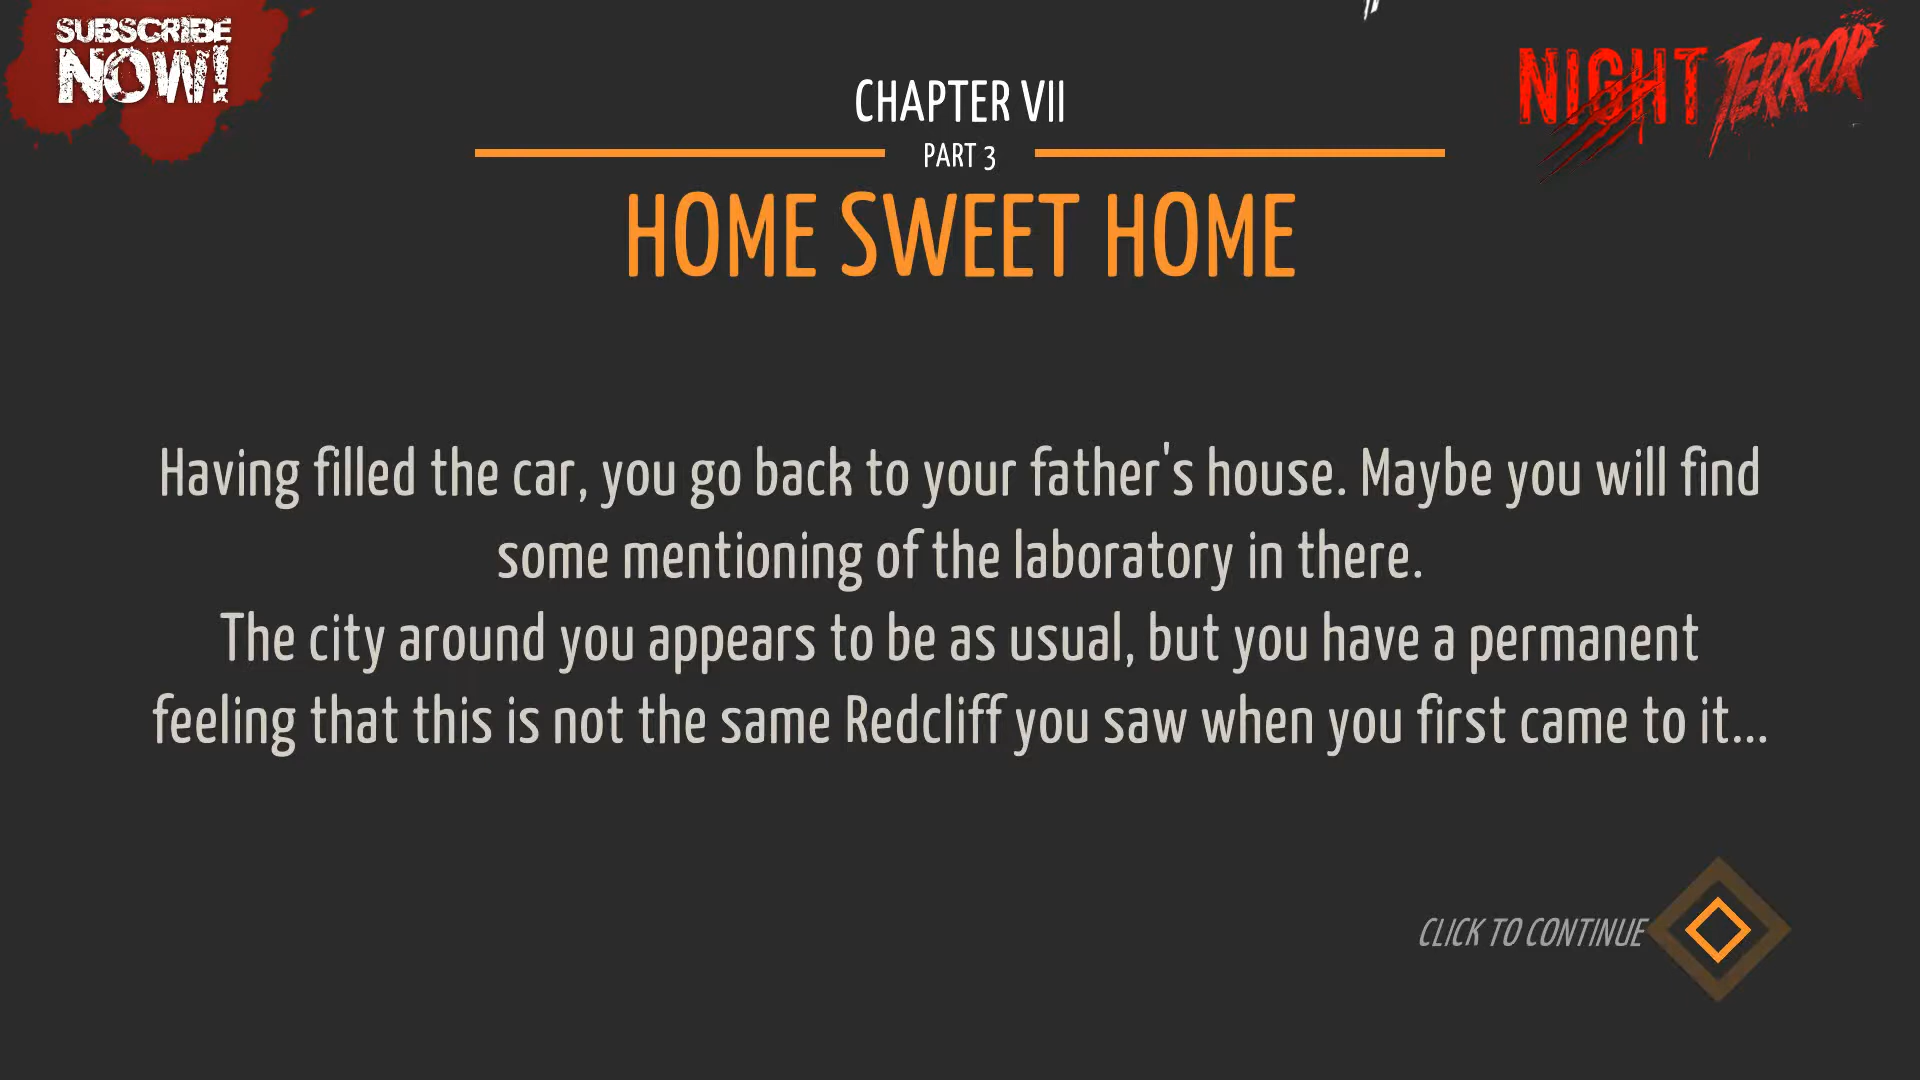 SUBSCRIBE
NOW!
NIGHT TERROR
CHAPTER VII
PART 3
HOME SWEET HOME
Having filled the car, you go back to your father's house. Maybe you will find
some mentioning of the laboratory in there.
The city around you appears to be as usual, but you have a permanent
feeling that this is not the same Redcliff you saw when you first came to it...
CLICK TO CONTINUE